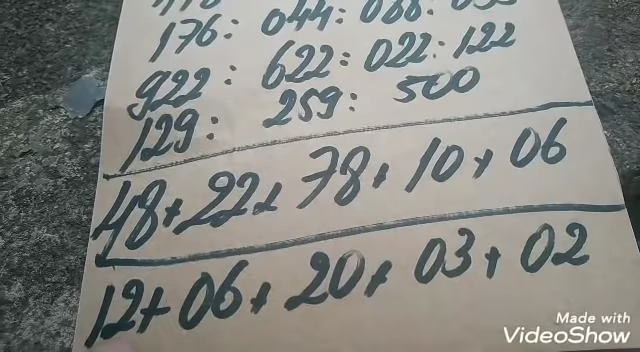 176: 044: 088:
922: 622: 022: 122
129: 259: 500
48+22+78+10+06
12+06+20+03+02
Made with
VideoShow